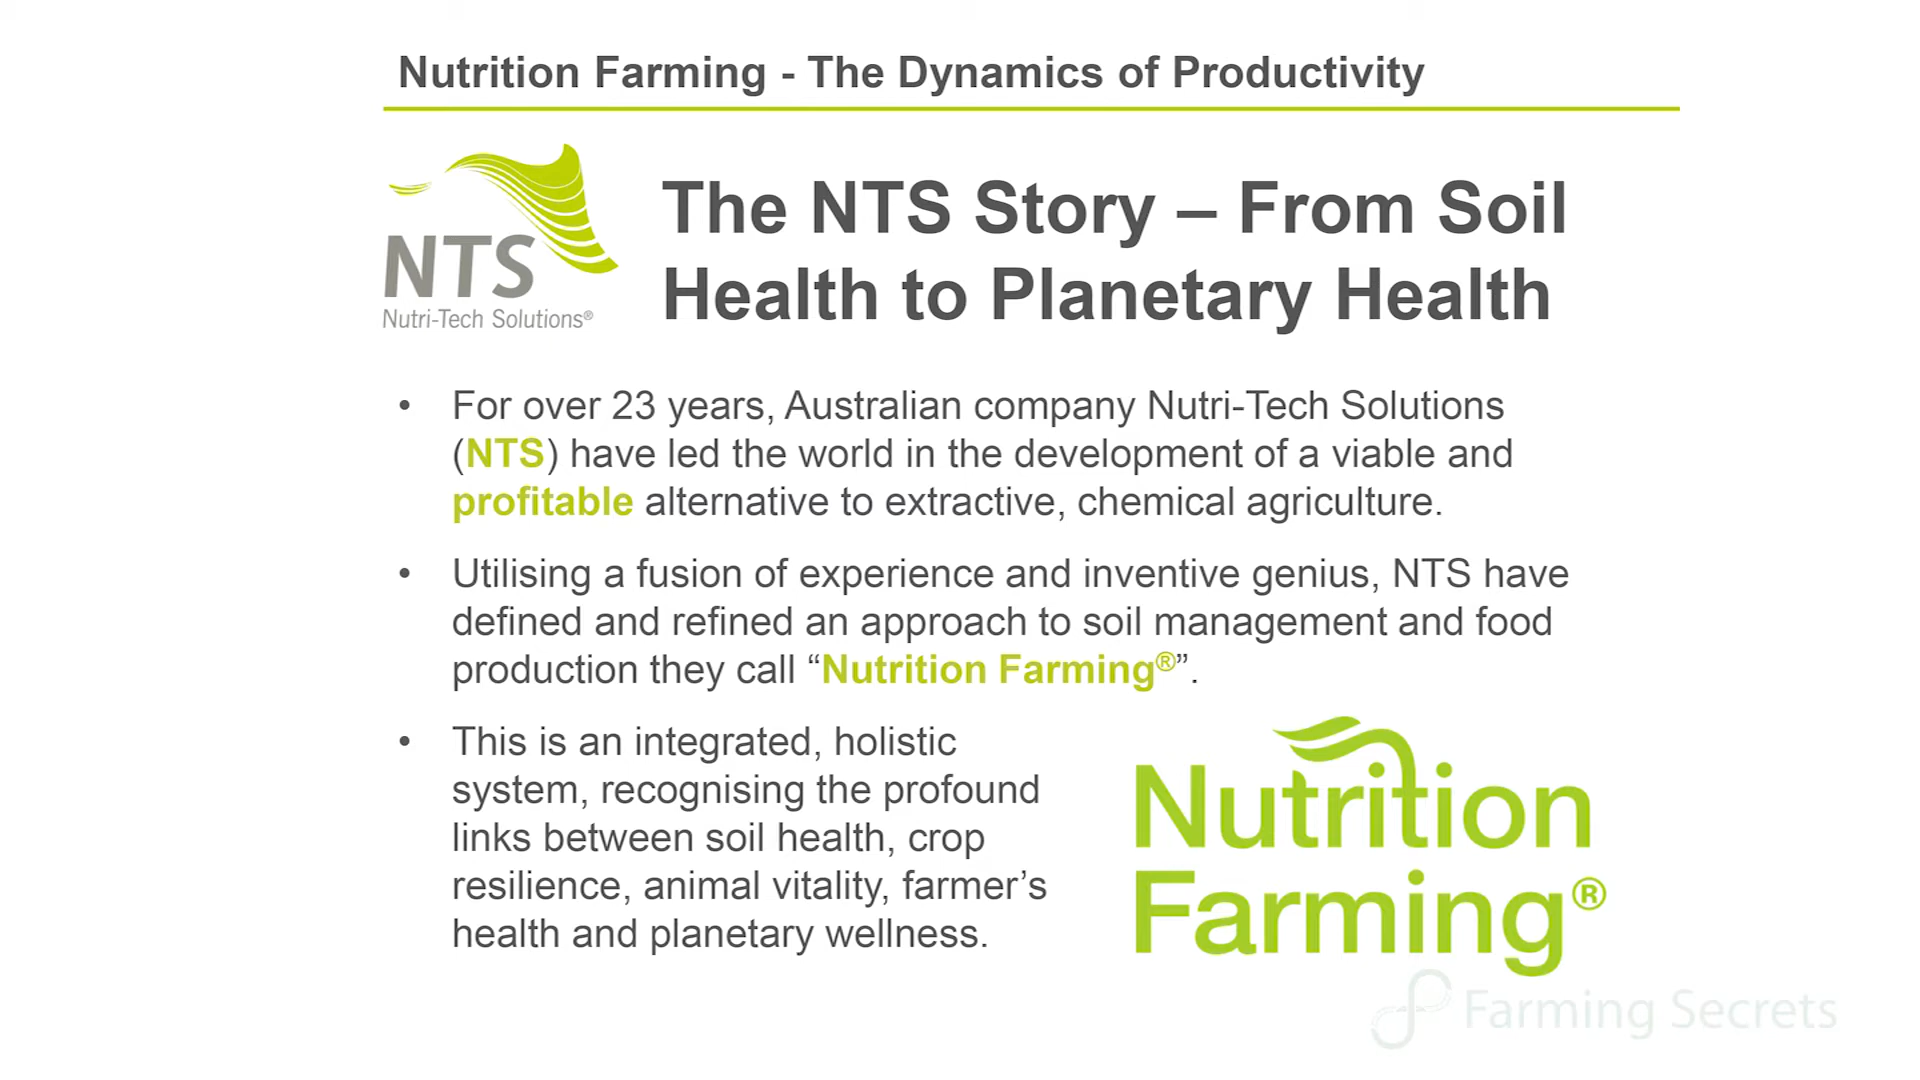 Nutrition Farming - The Dynamics of Productivity
NTS
Nutri-Tech Solutions®
The NTS Story – From Soil
Health to Planetary Health
• For over 23 years, Australian company Nutri-Tech Solutions
(NTS) have led the world in the development of a viable and
profitable alternative to extractive, chemical agriculture.
• Utilising a fusion of experience and inventive genius, NTS have
defined and refined an approach to soil management and food
production they call “Nutrition Farming®”.
• This is an integrated, holistic
system, recognising the profound
links between soil health, crop
resilience, animal vitality, farmer’s
health and planetary wellness.
Nutrition
Farming®
Farming Secrets